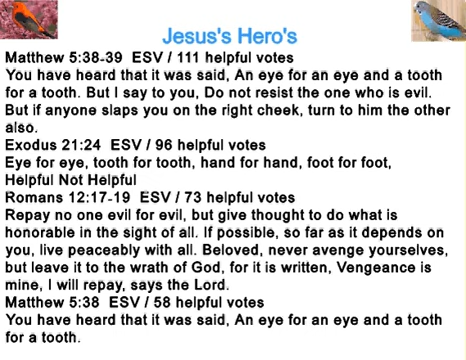 Jesus's Hero's
Matthew 5:38-39 ESV / 111 helpful votes
You have heard that it was said, An eye for an eye and a tooth
for a tooth. But I say to you, Do not resist the one who is evil.
But if anyone slaps you on the right cheek, turn to him the other
also.
Exodus 21:24 ESV / 96 helpful votes
Eye for eye, tooth for tooth, hand for hand, foot for foot,
Helpful Not Helpful
Romans 12:17-19 ESV / 73 helpful votes
Repay no one evil for evil, but give thought to do what is
honorable in the sight of all. If possible, so far as it depends on
you, live peaceably with all. Beloved, never avenge yourselves,
but leave it to the wrath of God, for it is written, Vengeance is
mine, I will repay, says the Lord.
Matthew 5:38 ESV / 58 helpful votes
You have heard that it was said, An eye for an eye and a tooth
for a tooth.